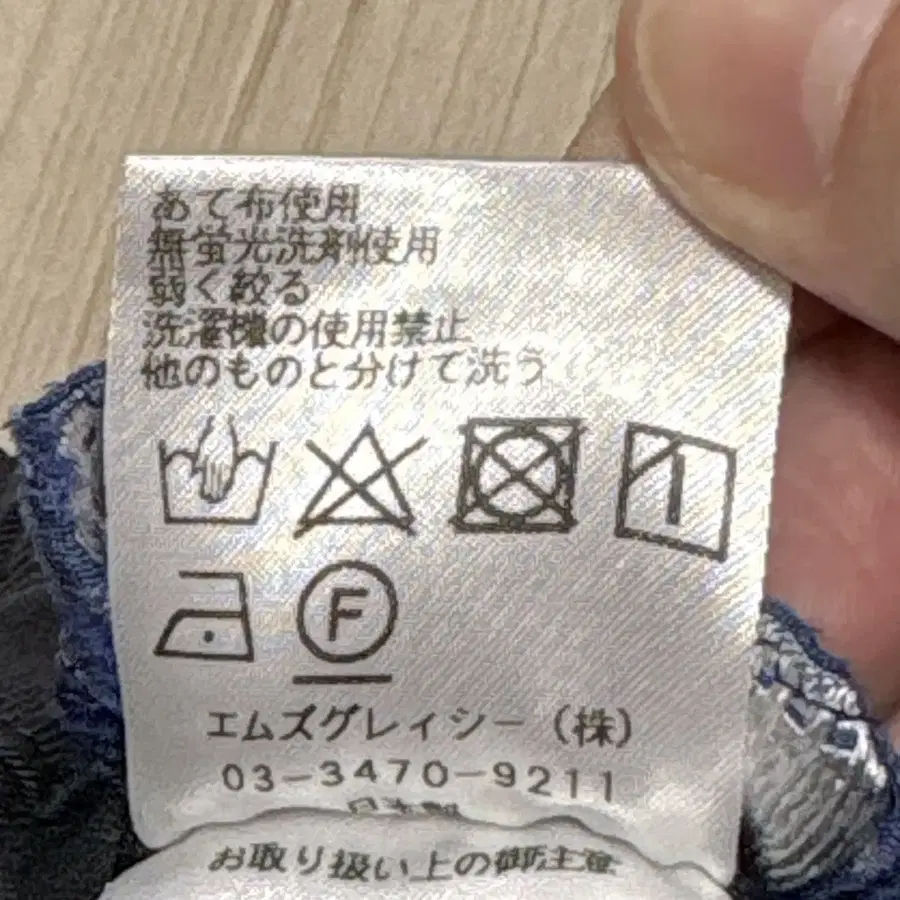 あて布使用
無蛍光洗剤使用
弱く絞る
洗濯機の使用禁止
他のものと分けて洗う
F
エムズグレイシー（株）
03-3470-9211
日本製
お取り扱い上の御注意